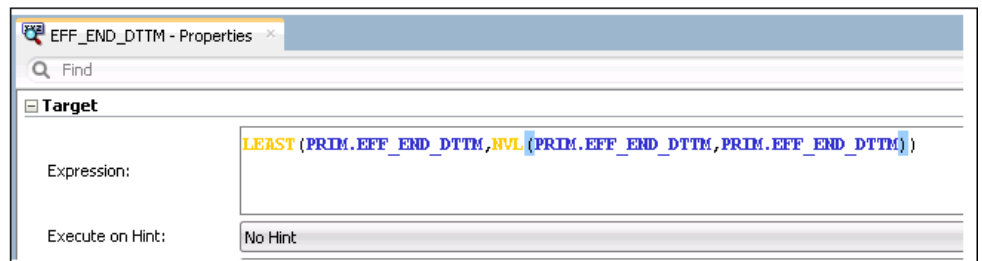 EFF_END_DTTM - Properties ×
Find
Target
LEAST(PRIM.EFF_END_DTTM,NVL(PRIM.EFF_END_DTTM,PRIM.EFF_END_DTTM))
Expression:
Execute on Hint: No Hint